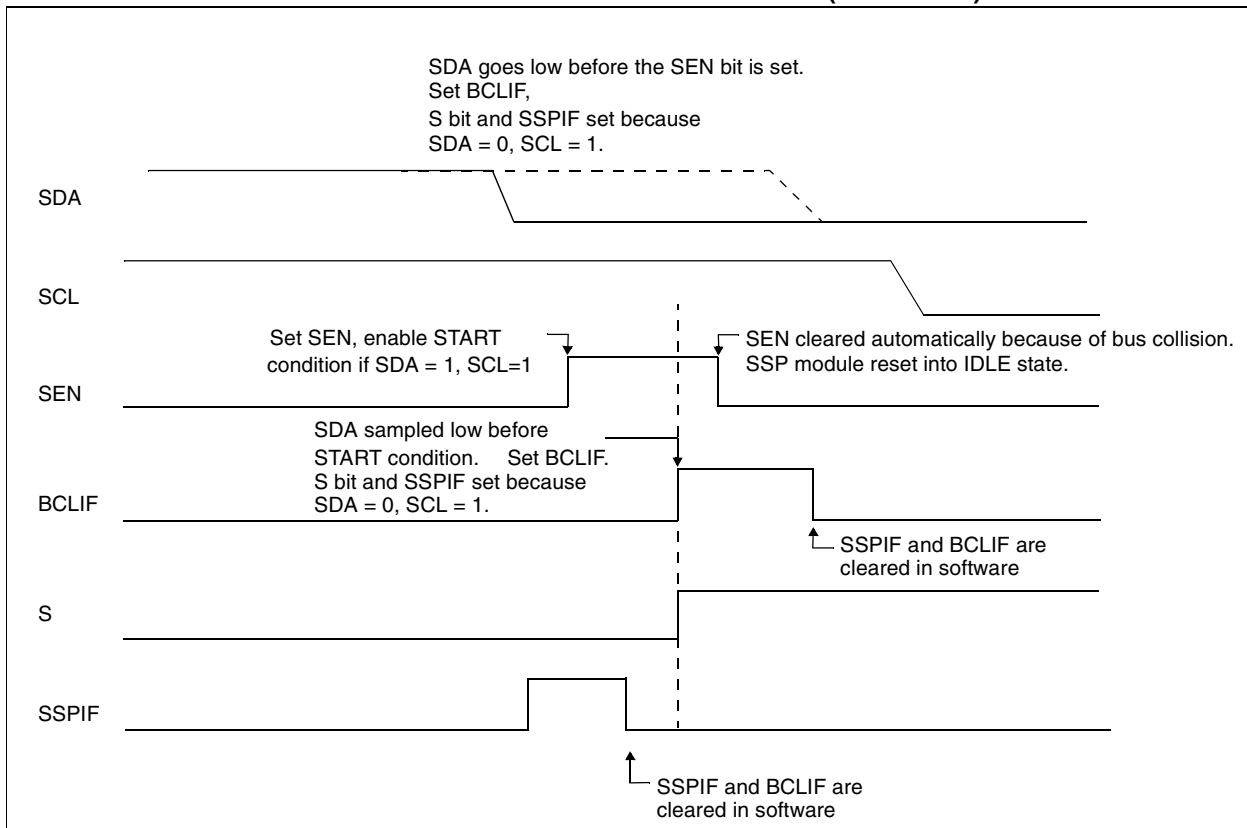 SDA goes low before the SEN bit is set.
Set BCLIF,
S bit and SSPIF set because
SDA = 0, SCL = 1.
SDA
SCL
Set SEN, enable START
condition if SDA = 1, SCL=1
SEN cleared automatically because of bus collision.
SSP module reset into IDLE state.
SEN
SDA sampled low before
START condition. Set BCLIF.
S bit and SSPIF set because
SDA = 0, SCL = 1.
BCLIF
SSPIF and BCLIF are
cleared in software
S
SSPIF
SSPIF and BCLIF are
cleared in software